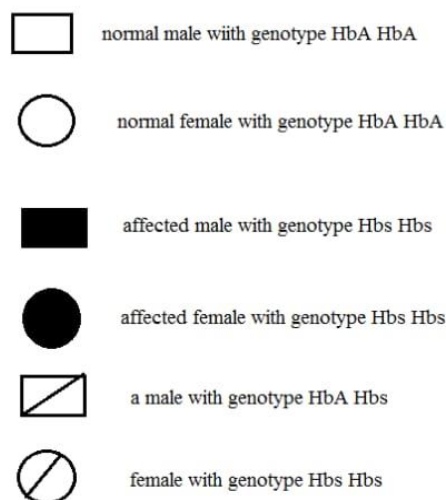 normal male wiith genotype HbA HbA
normal female with genotype HbA HbA
affected male with genotype Hbs Hbs
affected female with genotype Hbs Hbs
a male with genotype HbA Hbs
female with genotype Hbs Hbs